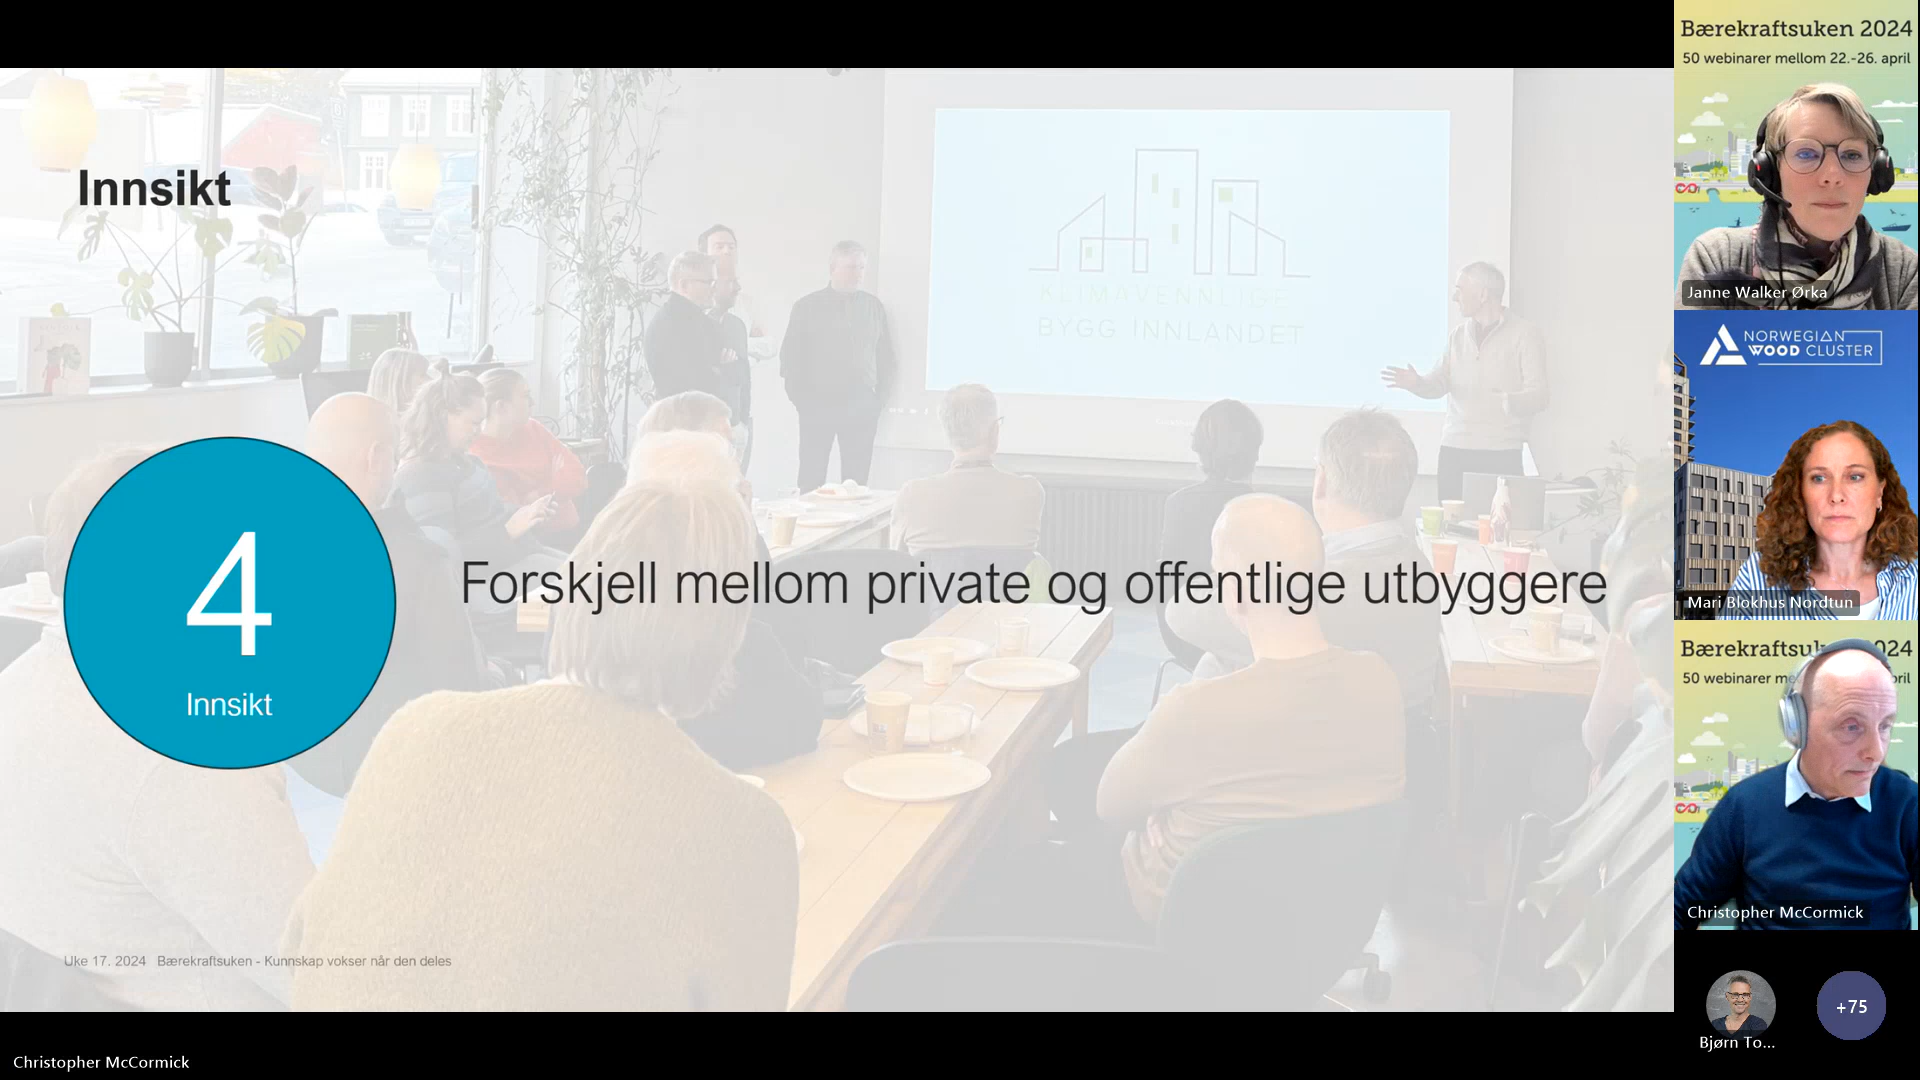 Innsikt
KLIMAVENNLIGE
BYGG INNLANDET
4
Innsikt
Forskjell mellom private og offentlige utbyggere
Uke 17. 2024 Bærekraftsuken - Kunnskap vokser når den deles
Christopher McCormick
Bærekraftsuken 2024
50 webinarer mellom 22.-26. april
Janne Walker Ørka
NORWEGIAN
WOOD CLUSTER
Mari Blokhus Nordtun
Bærekraftsu 024
50 webinarer me pril
Christopher McCormick
Bjørn To...
+75